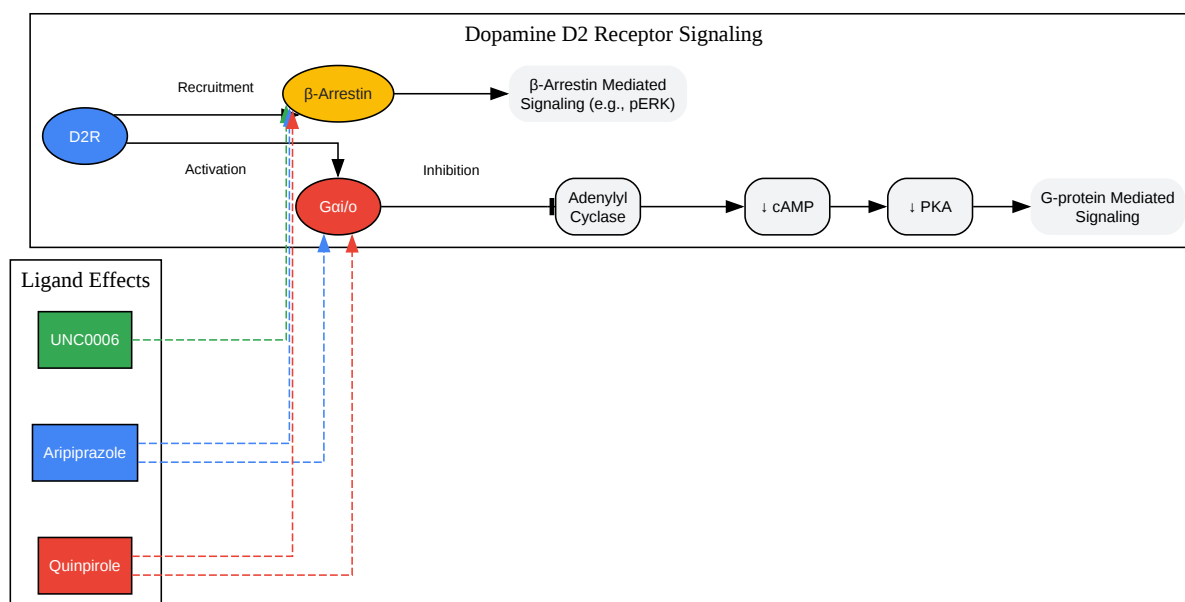 Dopamine D2 Receptor Signaling
Recruitment
β-Arrestin
β-Arrestin Mediated
Signaling (e.g., pERK)
D2R
Activation
Inhibition
Gαi/o
Adenylyl
Cyclase
↓ cAMP
↓ PKA
G-protein Mediated
Signaling
Ligand Effects
UNC0006
Aripiprazole
Quinpirole